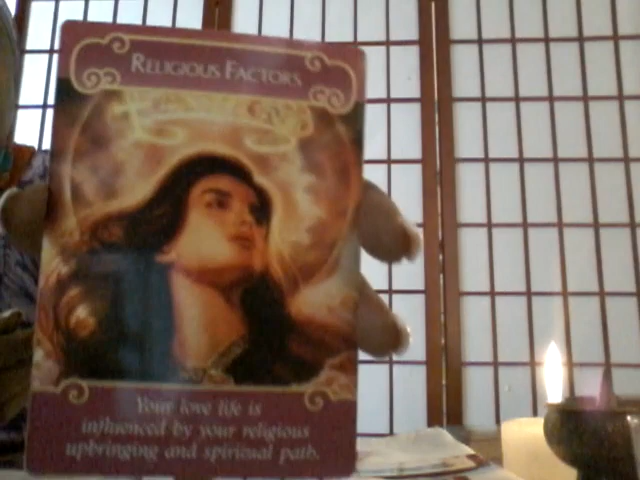 RELIGIOUS FACTORS
Your love life is
influenced by your religious
upbringing and spiritual path.